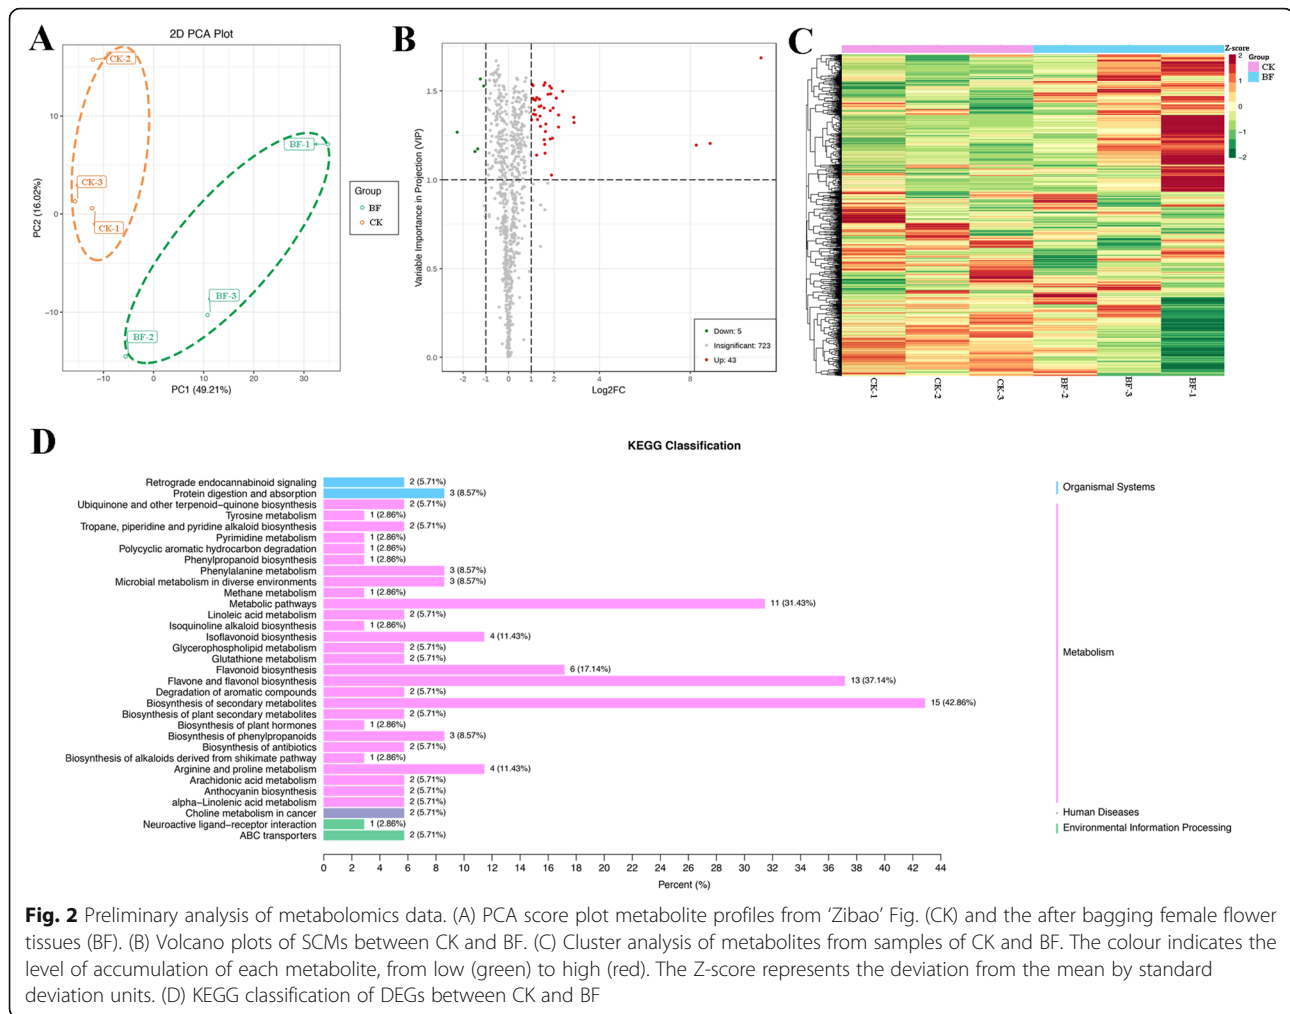 A
2D PCA Plot
CK-2
CK-3
CK-1
BF-1
BF-3
BF-2
10
0
−10
PC2 (16.02%)
−10 0 10 20 30
PC1 (49.21%)
Group
BF
CK
B
Variable Importance in Projection (VIP)
1.5
1.0
0.5
0.0
Down: 5
Insignificant: 723
Up: 43
-2 -1 0 1 2 4 8
Log2FC
C
Z-score
2
1
0
−1
−2
Group
CK
BF
CK-1 CK-2 CK-3 BF-2 BF-3 BF-1
D
KEGG Classification
Retrograde endocannabinoid signaling 2 (5.71%)
Protein digestion and absorption 3 (8.57%)
Ubiquinone and other terpenoid−quinone biosynthesis 2 (5.71%)
Tyrosine metabolism 1 (2.86%)
Tropane, piperidine and pyridine alkaloid biosynthesis 2 (5.71%)
Pyrimidine metabolism 1 (2.86%)
Polycyclic aromatic hydrocarbon degradation 1 (2.86%)
Phenylpropanoid biosynthesis 1 (2.86%)
Phenylalanine metabolism 3 (8.57%)
Microbial metabolism in diverse environments 3 (8.57%)
Methane metabolism 1 (2.86%)
Metabolic pathways 11 (31.43%)
Linoleic acid metabolism 2 (5.71%)
Isoquinoline alkaloid biosynthesis 1 (2.86%)
Isoflavonoid biosynthesis 4 (11.43%)
Glycerophospholipid metabolism 2 (5.71%)
Glutathione metabolism 2 (5.71%)
Flavonoid biosynthesis 6 (17.14%)
Flavone and flavonol biosynthesis 13 (37.14%)
Degradation of aromatic compounds 2 (5.71%)
Biosynthesis of secondary metabolites 15 (42.86%)
Biosynthesis of plant secondary metabolites 2 (5.71%)
Biosynthesis of plant hormones 1 (2.86%)
Biosynthesis of phenylpropanoids 3 (8.57%)
Biosynthesis of antibiotics 2 (5.71%)
Biosynthesis of alkaloids derived from shikimate pathway 1 (2.86%)
Arginine and proline metabolism 4 (11.43%)
Arachidonic acid metabolism 2 (5.71%)
Anthocyanin biosynthesis 2 (5.71%)
alpha−Linolenic acid metabolism 2 (5.71%)
Choline metabolism in cancer 2 (5.71%)
Neuroactive ligand−receptor interaction 1 (2.86%)
ABC transporters 2 (5.71%)
Organismal Systems
Metabolism
Human Diseases
Environmental Information Processing
0 2 4 6 8 10 12 14 16 18 20 22 24 26 28 30 32 34 36 38 40 42 44
Percent (%)
Fig. 2 Preliminary analysis of metabolomics data. (A) PCA score plot metabolite profiles from ‘Zibao’ Fig. (CK) and the after bagging female flower
tissues (BF). (B) Volcano plots of SCMs between CK and BF. (C) Cluster analysis of metabolites from samples of CK and BF. The colour indicates the
level of accumulation of each metabolite, from low (green) to high (red). The Z-score represents the deviation from the mean by standard
deviation units. (D) KEGG classification of DEGs between CK and BF